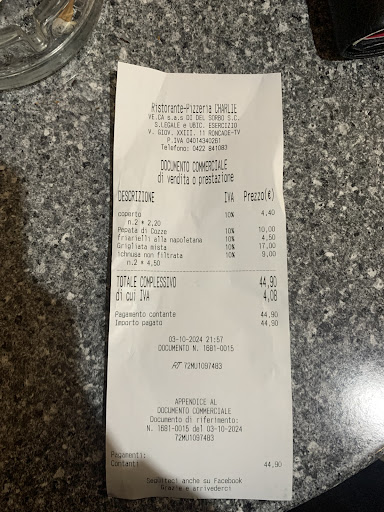 Ristorante-Pizzeria CHARLIE
VE.CA s.a.s DI DEL SORBO S.C.
S.LEGALE e UBIC. ESERCIZIO
V. GIOV. XXIII. 11 RONCADE-TV
P.IVA 04014340261
Telefono: 0422 841083
DOCUMENTO COMMERCIALE
di vendita o prestazione
DESCRIZIONE IVA Prezzo(€)
coperto 10% 4,40
n.2 * 2,20
Pepata di Cozze 10% 10,00
friarielli alla napoletana 10% 4,50
Grigliata mista 10% 17,00
ichnusa non filtrata 10% 9,00
n.2 * 4,50
TOTALE COMPLESSIVO 44,90
di cui IVA 4,08
Pagamento contante 44,90
Importo pagato 44,90
03-10-2024 21:57
DOCUMENTO N. 1681-0015
RT 72MU1097483
APPENDICE AL
DOCUMENTO COMMERCIALE
Documento di riferimento:
N. 1681-0015 del 03-10-2024
72MU1097483
Pagamenti:
Contanti 44,90
Seguiteci anche su Facebook
Grazie e arrivederci